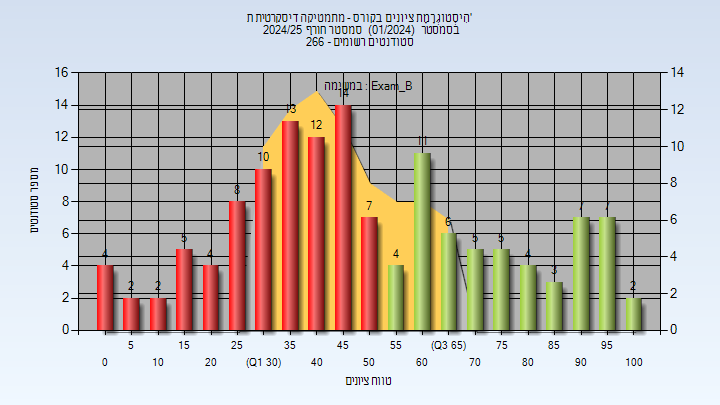 היסטוגרמת ציונים בקורס - מתמטיקה דיסקרטית ת'
בסמסטר (01/2024) סמסטר חורף 2024/25
סטודנטים רשומים - 266
במשימה : Exam_B
מספר סטודנטים
16 14 12 10 8 6 4 2 0
14 12 10 8 6 4 2 0
4 2 2 5 4 8 10 13 12 14 7 4 11 6 5 5 4 3 7 7 2
5 15 25 35 45 55 (Q3 65) 75 85 95
0 10 20 (Q1 30) 40 50 60 70 80 90 100
טווח ציונים